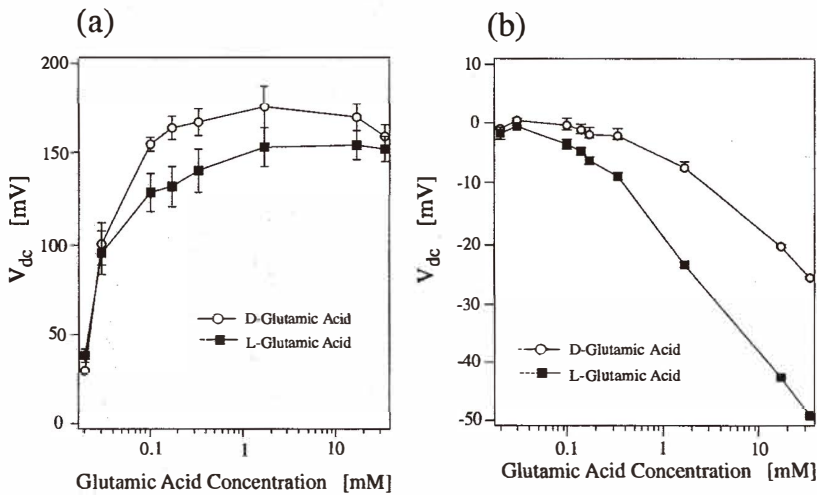 (a)
200
150
100
50
0
V_dc [mV]
D-Glutamic Acid
L-Glutamic Acid
0.1
1
10
Glutamic Acid Concentration [mM]
(b)
10
0
-10
-20
-30
-40
-50
V_dc [mV]
D-Glutamic Acid
L-Glutamic Acid
0.1
1
10
Glutamic Acid Concentration [mM]